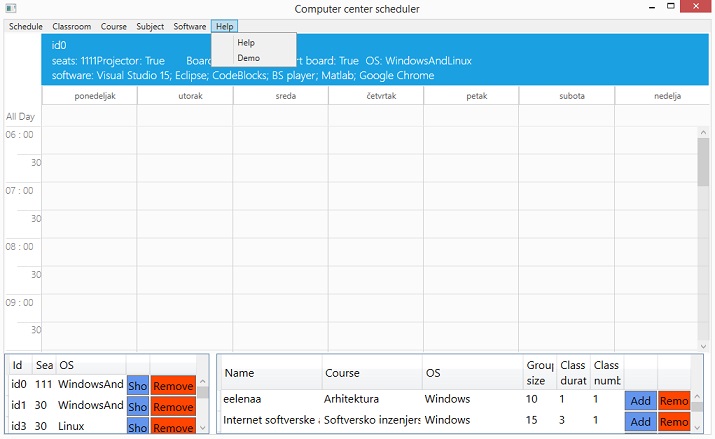 Computer center scheduler
Schedule Classroom Course Subject Software Help
Help
Demo
id0
seats: 1111Projector: True Boar rt board: True OS: WindowsAndLinux
software: Visual Studio 15; Eclipse; CodeBlocks; BS player; Matlab; Google Chrome
ponedeljak utorak sreda četvrtak petak subota nedelja
All Day
06 : 00
30
07 : 00
30
08 : 00
30
09 : 00
30
Id Sea OS
id0 111 WindowsAnd Sho Remove
id1 30 WindowsAnd Sho Remove
id3 30 Linux
Name Course OS Group size Class durat Class numb
eelenaa Arhitektura Windows 10 1 1 Add Remo
Internet softverske a Softversko inzenjers Windows 15 3 1 Add Remo